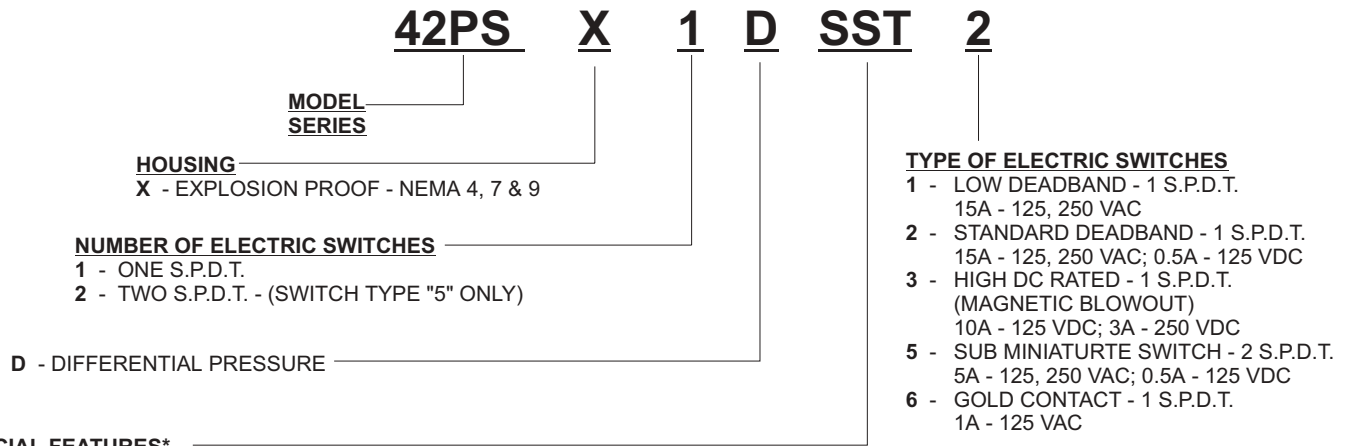 42PS X 1 D SST 2
MODEL
SERIES
HOUSING
X - EXPLOSION PROOF - NEMA 4, 7 & 9
NUMBER OF ELECTRIC SWITCHES
1 - ONE S.P.D.T.
2 - TWO S.P.D.T. - (SWITCH TYPE "5" ONLY)
D - DIFFERENTIAL PRESSURE
CIAL FEATURES*
TYPE OF ELECTRIC SWITCHES
1 - LOW DEADBAND - 1 S.P.D.T.
15A - 125, 250 VAC
2 - STANDARD DEADBAND - 1 S.P.D.T.
15A - 125, 250 VAC; 0.5A - 125 VDC
3 - HIGH DC RATED - 1 S.P.D.T.
(MAGNETIC BLOWOUT)
10A - 125 VDC; 3A - 250 VDC
5 - SUB MINIATURTE SWITCH - 2 S.P.D.T.
5A - 125, 250 VAC; 0.5A - 125 VDC
6 - GOLD CONTACT - 1 S.P.D.T.
1A - 125 VAC